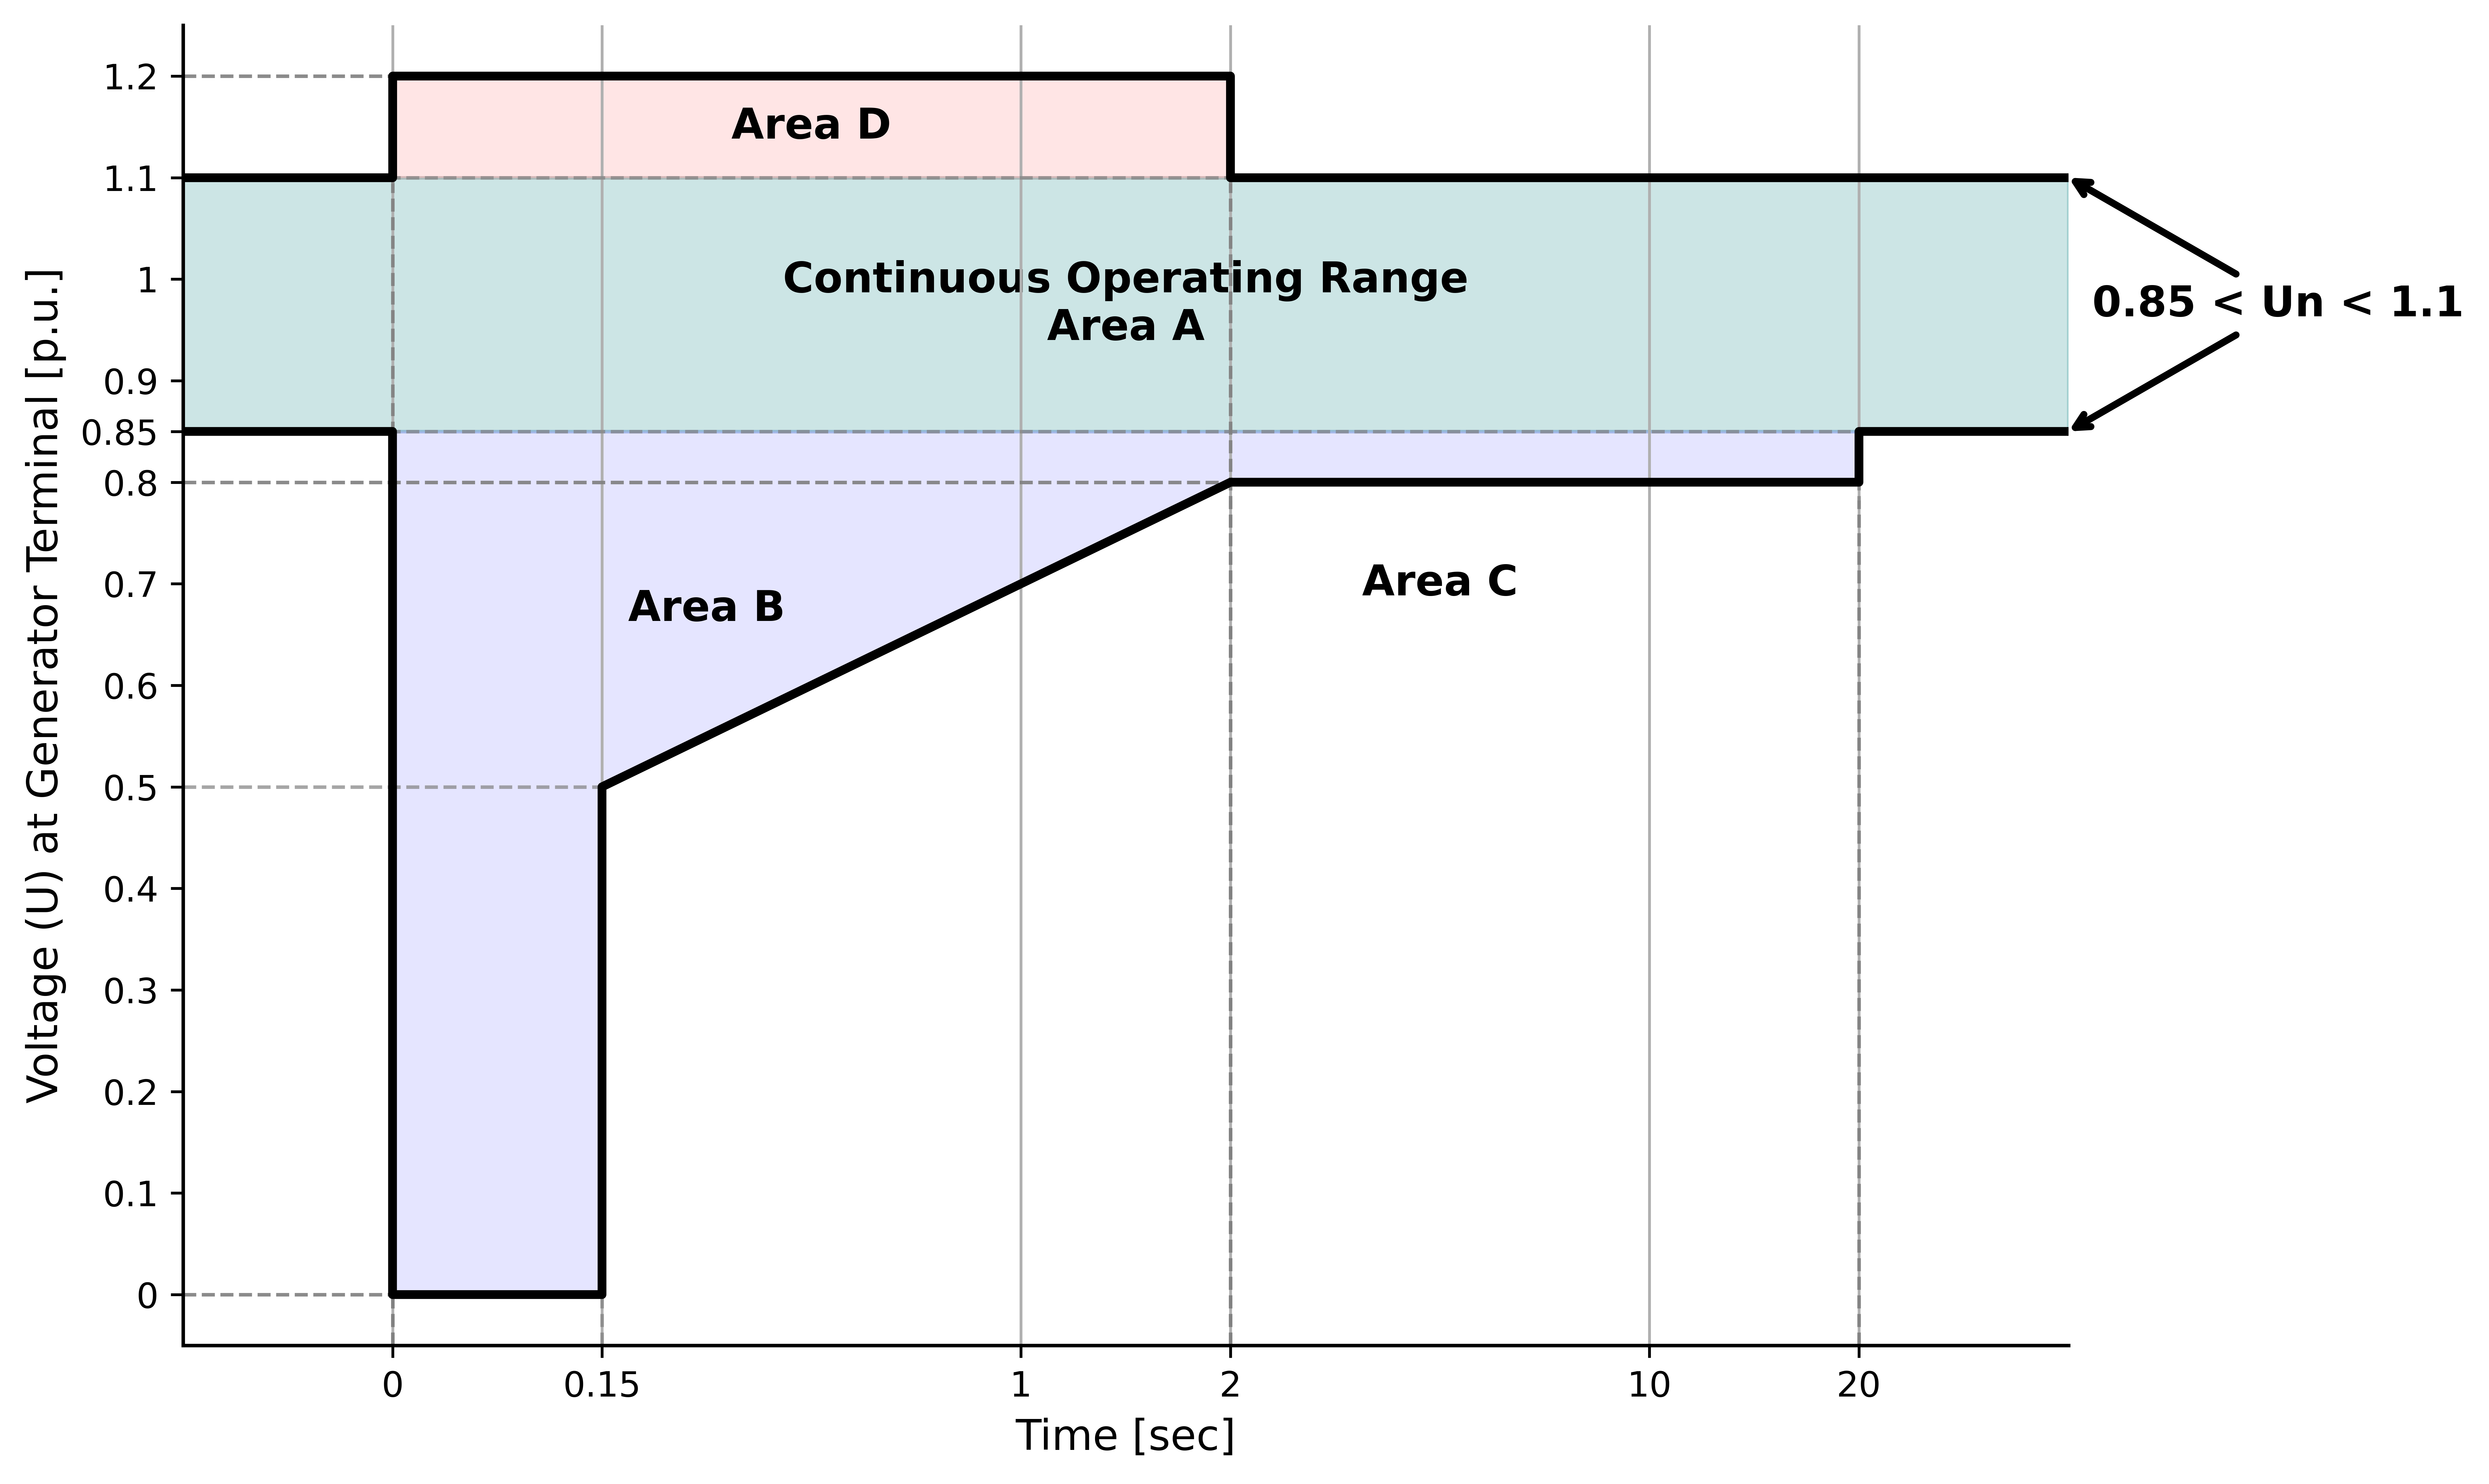 1.2
Area D
1.1
Continuous Operating Range
1
0.85 < Un < 1.1
Area A
0.9
0.85
0.8
0.7
Area C
Area B
0.6
0.5
0.4
0.3
0.2
0.1
0
Voltage (U) at Generator Terminal [p.u.]
0
0.15
1
2
10
20
Time [sec]